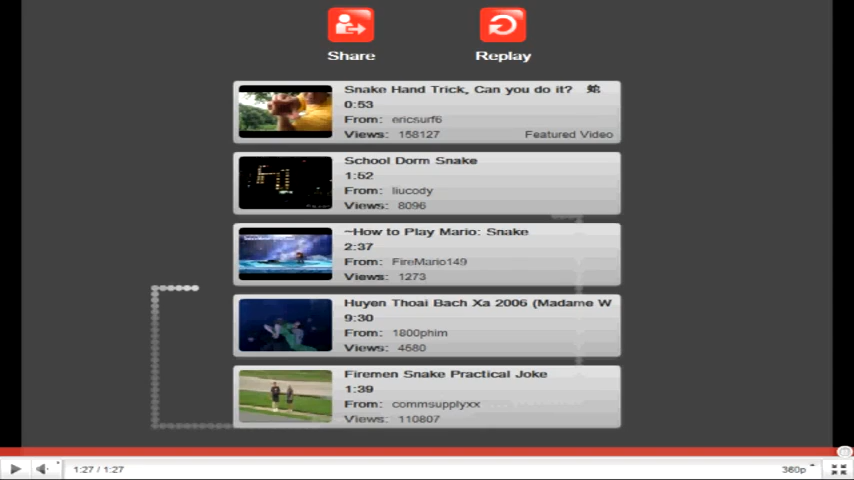 Share Replay
Snake Hand Trick, Can you do it? 蛇
0:53
From: ericsurf6
Views: 158127 Featured Video
School Dorm Snake
1:52
From: liucody
Views: 8096
~How to Play Mario: Snake
2:37
From: FireMario149
Views: 1273
Huyen Thoai Bach Xa 2006 (Madame W
9:30
From: 1800phim
Views: 4580
Firemen Snake Practical Joke
1:39
From: commsupplyxx
Views: 110807
1:27 / 1:27 360p